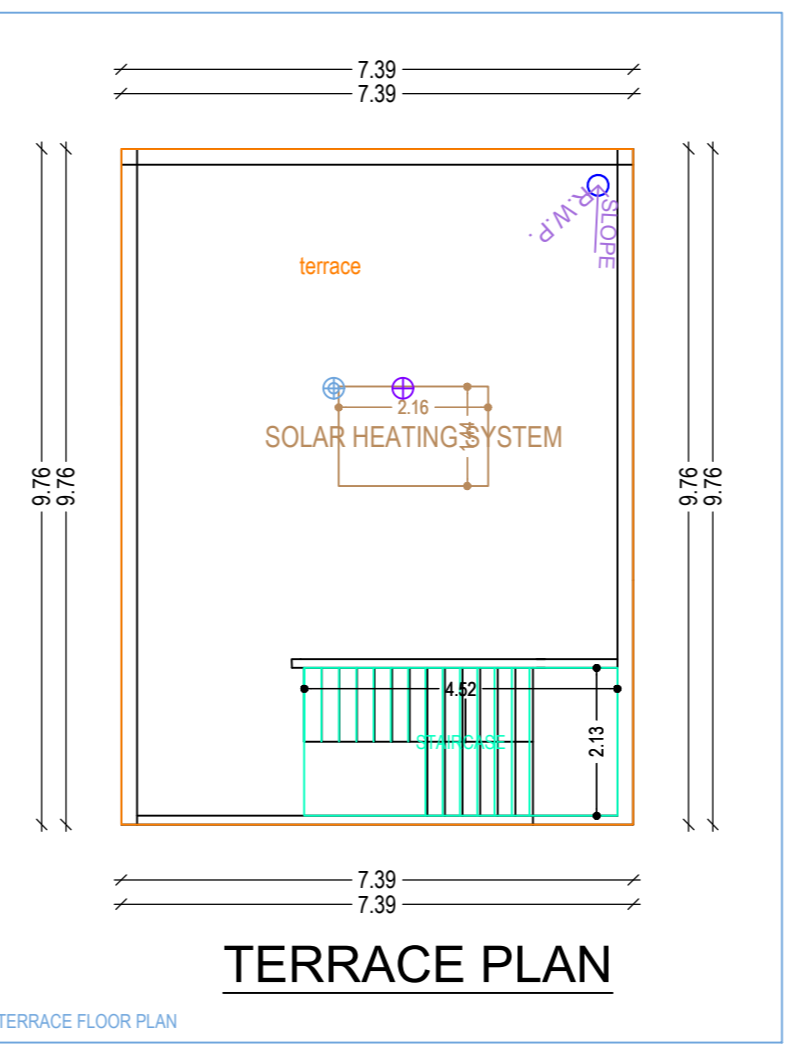 7.39
7.39
R.W.P.
SLOPE
terrace
2.16
1.44
SOLAR HEATING SYSTEM
9.76
9.76
9.76
9.76
4.52
STAIRCASE
2.13
7.39
7.39
TERRACE PLAN
TERRACE FLOOR PLAN